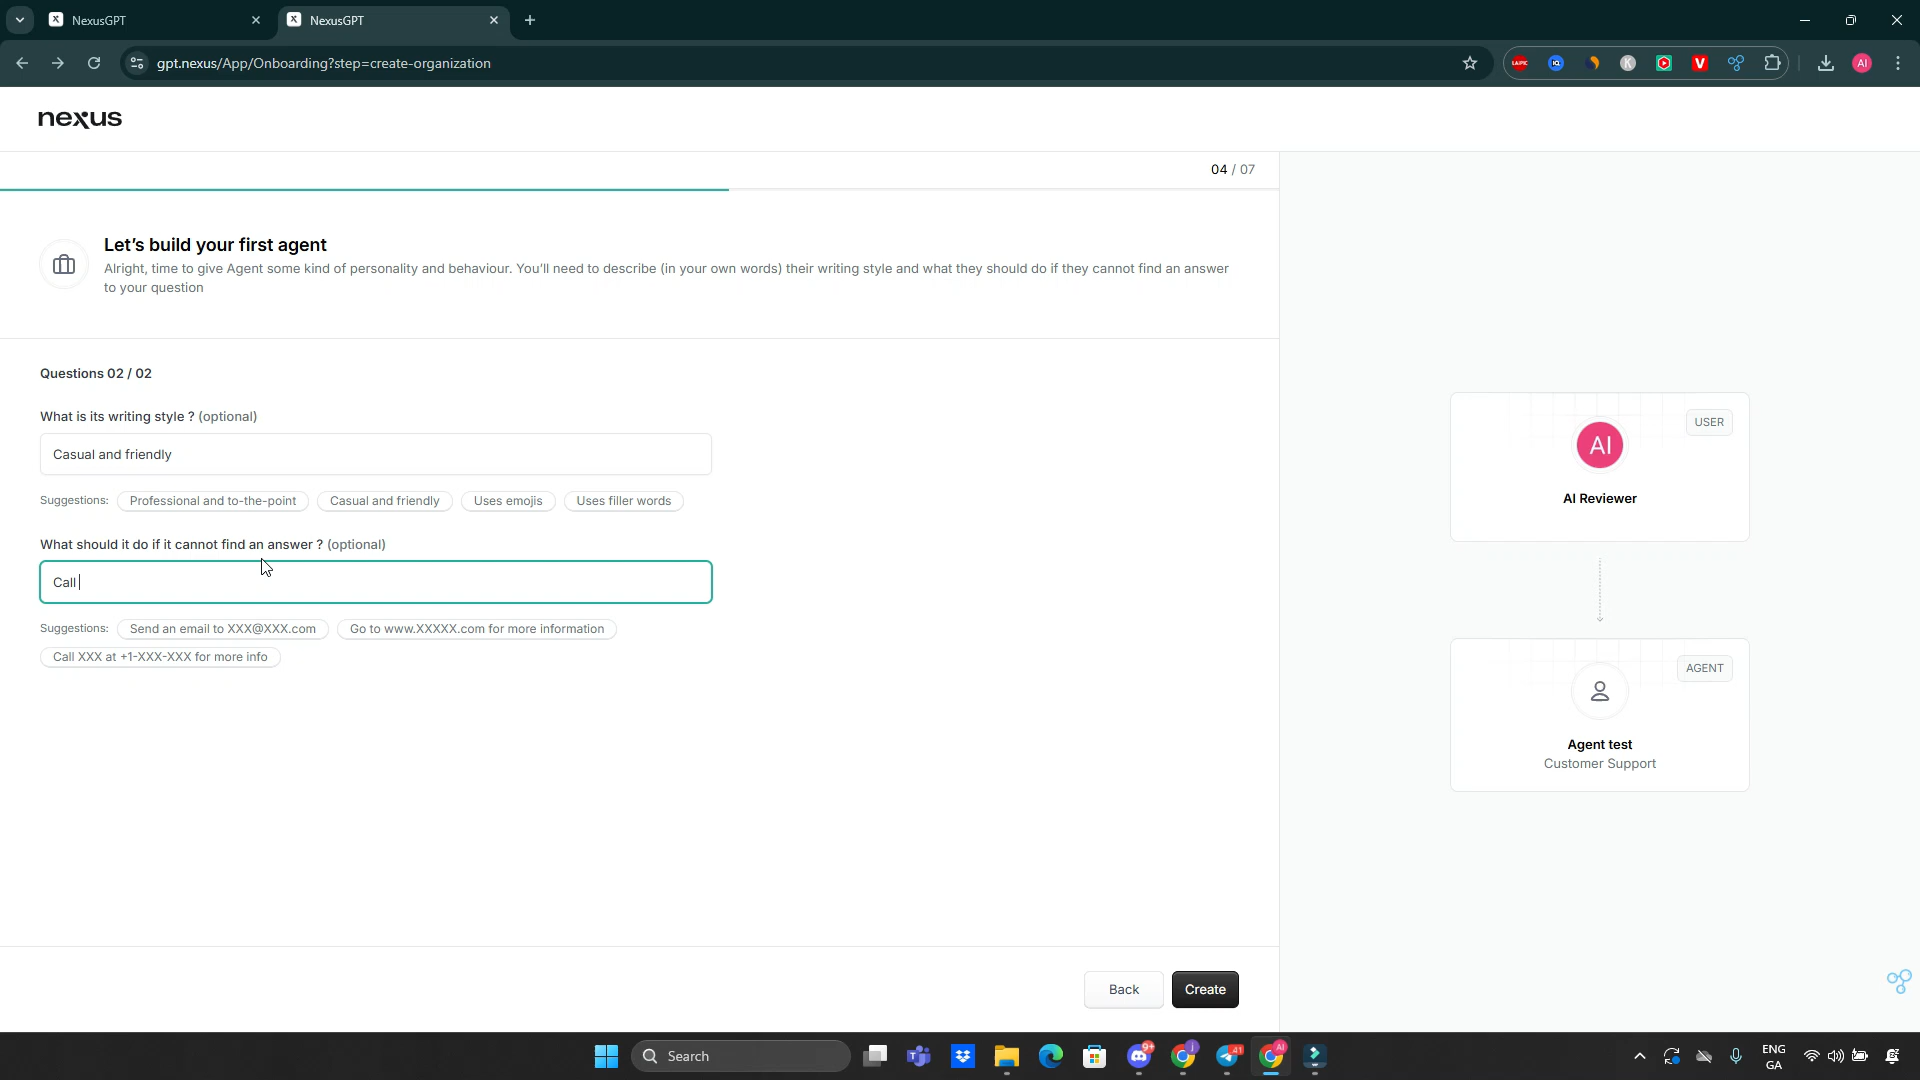 NexusGPT
NexusGPT
gpt.nexus/App/Onboarding?step=create-organization
nexus
04 / 07
Let's build your first agent
Alright, time to give Agent some kind of personality and behaviour. You'll need to describe (in your own words) their writing style and what they should do if they cannot find an answer
to your question
Questions 02 / 02
What is its writing style ? (optional)
Casual and friendly
Suggestions: Professional and to-the-point Casual and friendly Uses emojis Uses filler words
What should it do if it cannot find an answer ? (optional)
Call
Suggestions: Send an email to XXX@XXX.com Go to www.XXXXX.com for more information
Call XXX at +1-XXX-XXX for more info
USER
AI
AI Reviewer
AGENT
Agent test
Customer Support
Back
Create
Search
9+
41
AI
ENG
GA